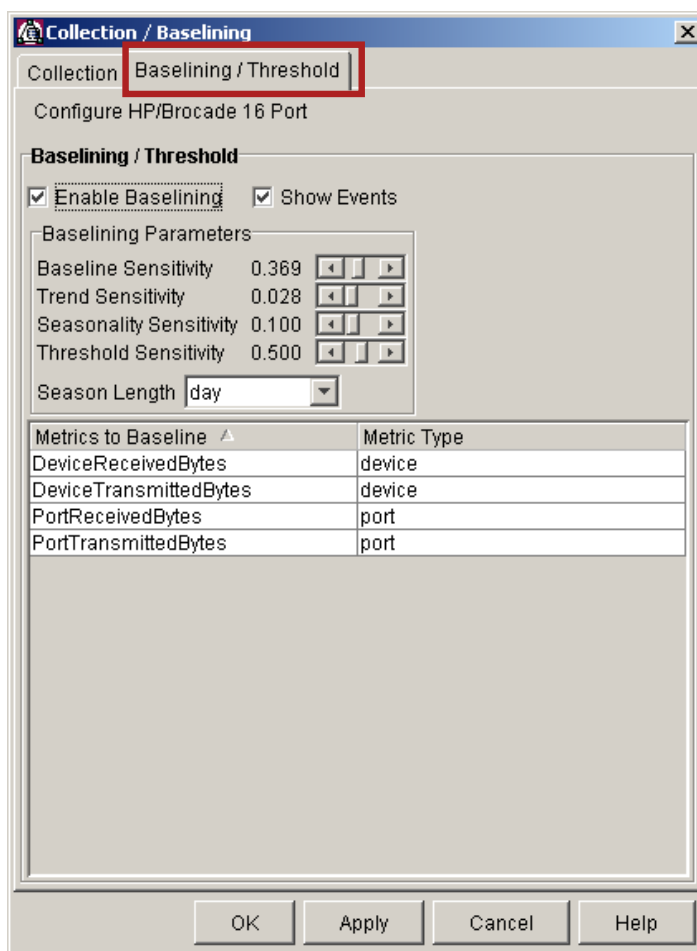 Collection / Baselining
Collection Baselining / Threshold
Configure HP/Brocade 16 Port
Baselining / Threshold
Enable Baselining Show Events
Baselining Parameters
Baseline Sensitivity 0.369
Trend Sensitivity 0.028
Seasonality Sensitivity 0.100
Threshold Sensitivity 0.500
Season Length day
Metrics to Baseline Metric Type
DeviceReceivedBytes device
DeviceTransmittedBytes device
PortReceivedBytes port
PortTransmittedBytes port
OK Apply Cancel Help